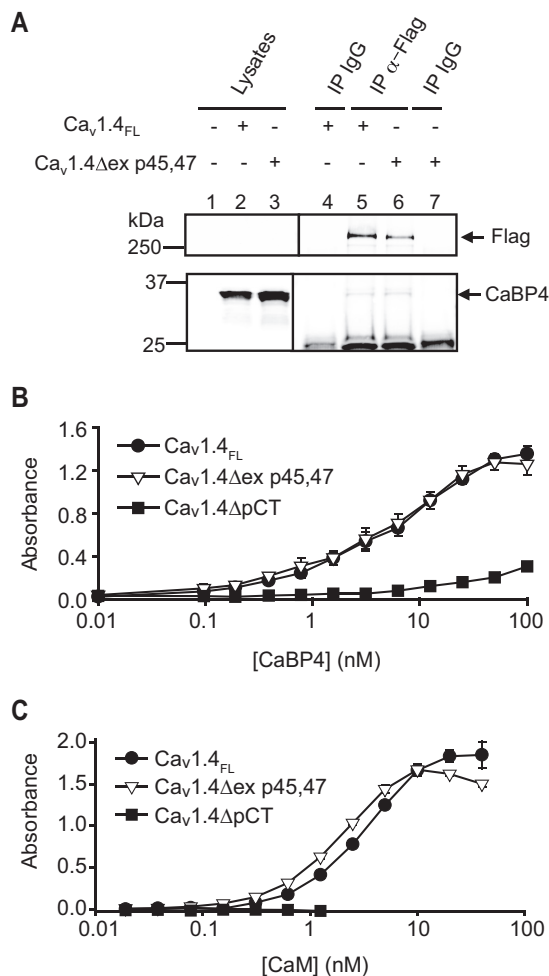 A
Lysates
IP IgG
IP α-Flag
IP IgG
Cav1.4FL - + - + + - -
Cav1.4Δex p45,47 - - + - - + +
1 2 3 4 5 6 7
kDa
250
Flag
37
CaBP4
25
B
1.6
1.2
0.8
0.4
0.0
Absorbance
Cav1.4FL
Cav1.4Δex p45,47
Cav1.4ΔpCT
0.01 0.1 1 10 100
[CaBP4] (nM)
C
2.0
1.5
1.0
0.5
0.0
Absorbance
Cav1.4FL
Cav1.4Δex p45,47
Cav1.4ΔpCT
0.01 0.1 1 10 100
[CaM] (nM)